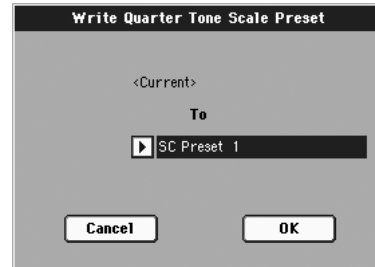 Write Quarter Tone Scale Preset
<Current>
To
SC Preset 1
Cancel
OK